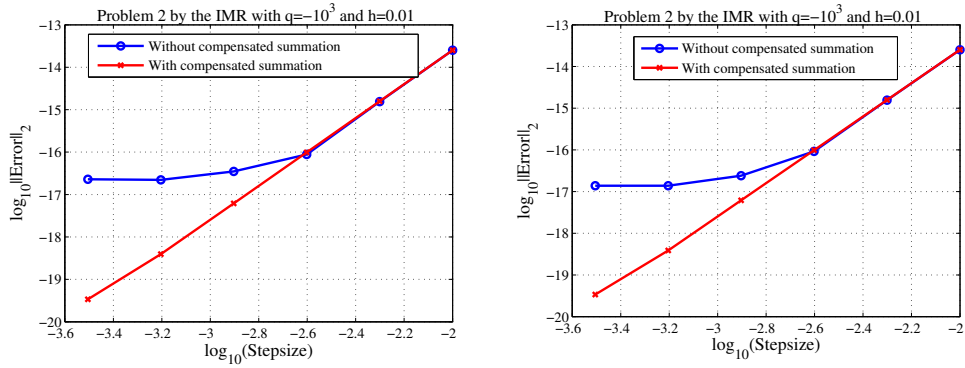 Problem 2 by the IMR with q=−10³ and h=0.01
Without compensated summation
With compensated summation
−13
−14
−15
−16
−17
−18
−19
−20
log₁₀||Error||₂
−3.6 −3.4 −3.2 −3 −2.8 −2.6 −2.4 −2.2 −2
log₁₀(Stepsize)
Problem 2 by the IMR with q=−10³ and h=0.01
Without compensated summation
With compensated summation
−13
−14
−15
−16
−17
−18
−19
−20
log₁₀||Error||₂
−3.6 −3.4 −3.2 −3 −2.8 −2.6 −2.4 −2.2 −2
log₁₀(Stepsize)